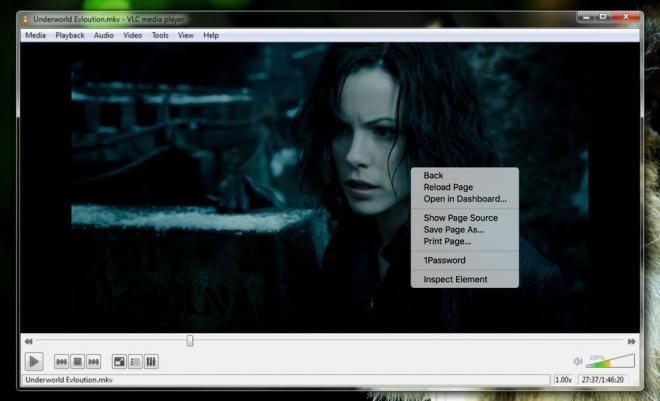 Underworld Evloution.mkv - VLC media player
Media Playback Audio Video Tools View Help
Back
Reload Page
Open in Dashboard...
Show Page Source
Save Page As...
Print Page...
1Password
Inspect Element
100%
Underworld Evloution.mkv 1.00x 27:37/1:46:20